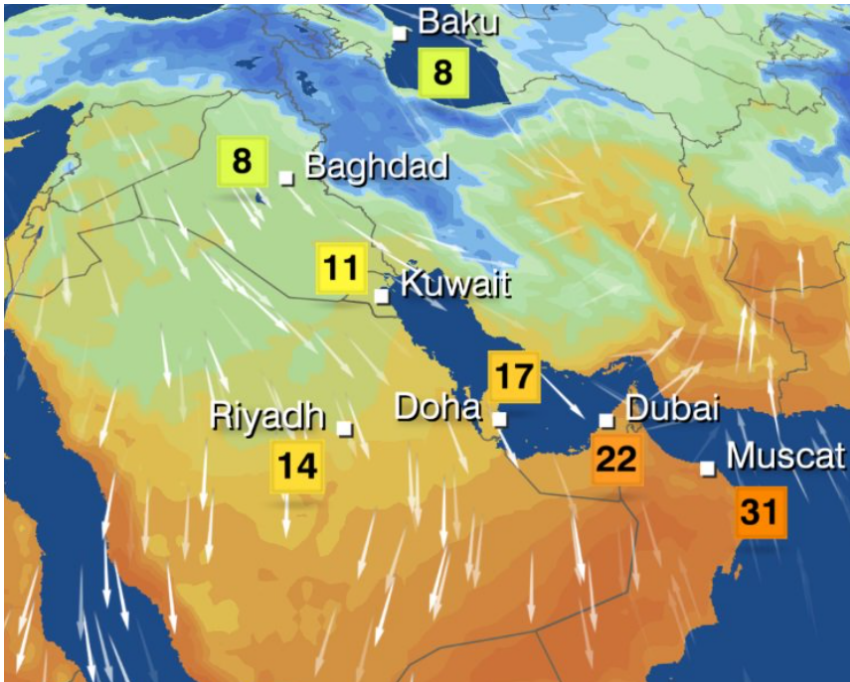 Baku
8
8
Baghdad
11
Kuwait
17
Doha
Riyadh
14
Dubai
22
Muscat
31